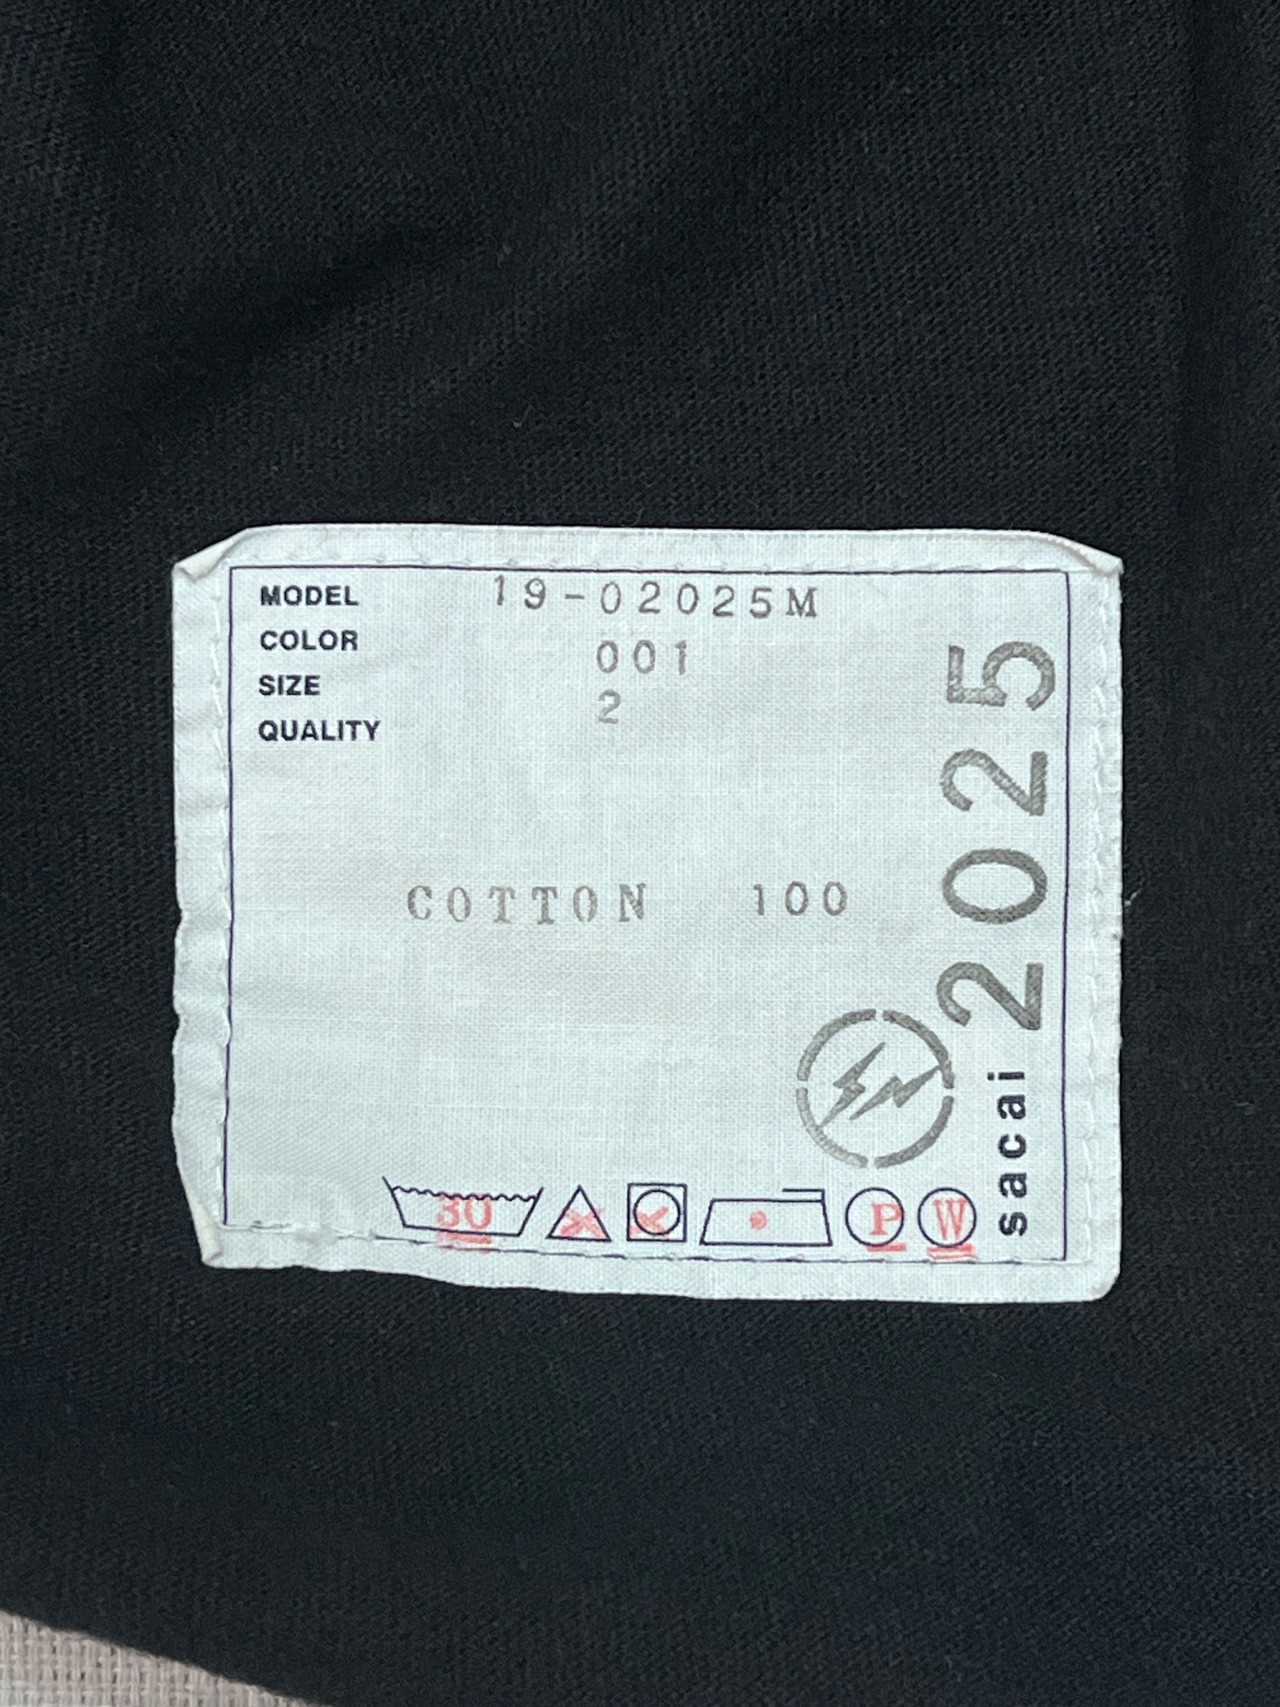 MODEL 19-02025M
COLOR 001
SIZE 2
QUALITY
COTTON 100
sacai 2025
30
P
W